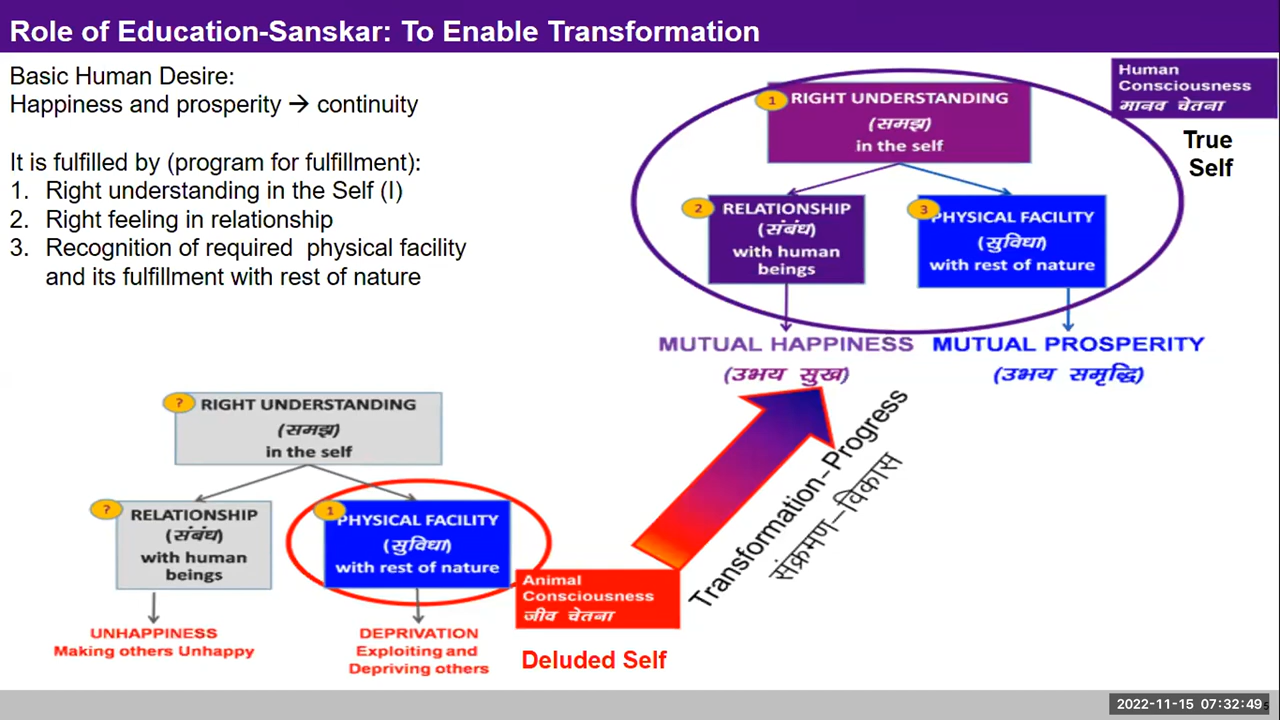 Role of Education-Sanskar: To Enable Transformation
Basic Human Desire:
Happiness and prosperity → continuity
It is fulfilled by (program for fulfillment):
1. Right understanding in the Self (I)
2. Right feeling in relationship
3. Recognition of required physical facility
and its fulfillment with rest of nature
Human
Consciousness
मानव चेतना
True
Self
1
RIGHT UNDERSTANDING
(समझ)
in the self
2
RELATIONSHIP
(संबंध)
with human
beings
3
PHYSICAL FACILITY
(सुविधा)
with rest of nature
MUTUAL HAPPINESS
(उभय सुख)
MUTUAL PROSPERITY
(उभय समृद्धि)
?
RIGHT UNDERSTANDING
(समझ)
in the self
?
RELATIONSHIP
(संबंध)
with human
beings
1
PHYSICAL FACILITY
(सुविधा)
with rest of nature
UNHAPPINESS
Making others Unhappy
DEPRIVATION
Exploiting and
Depriving others
Animal
Consciousness
जीव चेतना
Deluded Self
Transformation–Progress
संक्रमण–विकास
2022-11-15 07:32:49